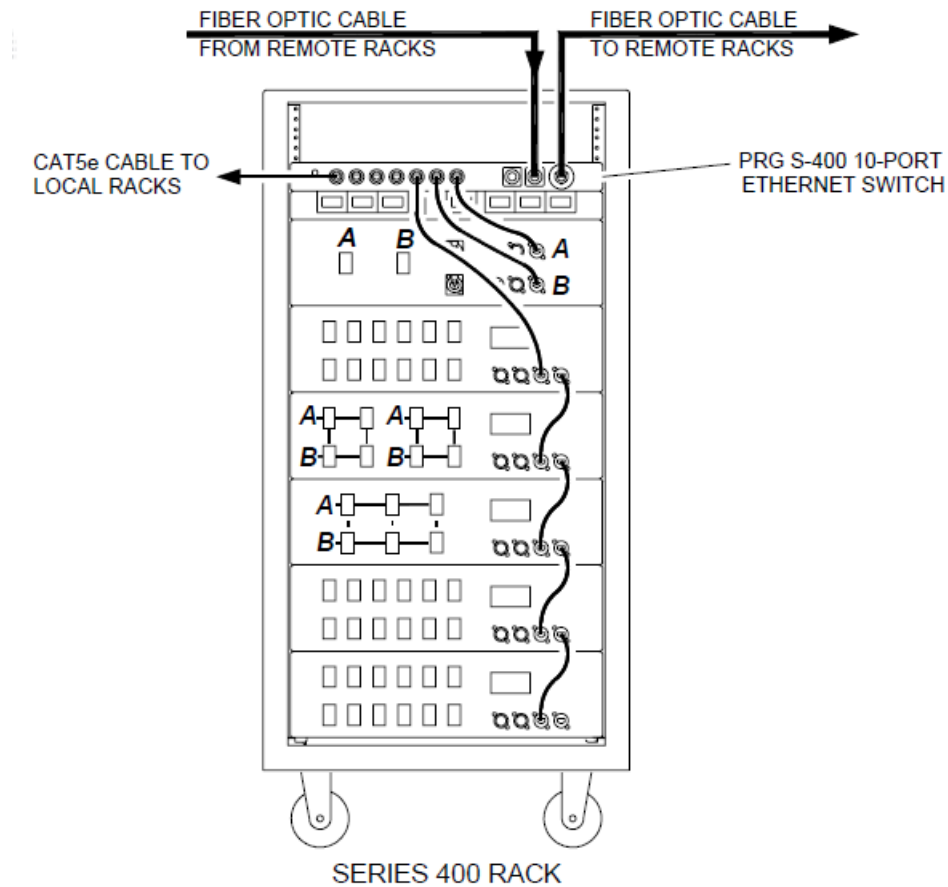 FIBER OPTIC CABLE
FROM REMOTE RACKS
FIBER OPTIC CABLE
TO REMOTE RACKS
CAT5e CABLE TO
LOCAL RACKS
PRG S-400 10-PORT
ETHERNET SWITCH
A B A
B
A A
B B
A
B
SERIES 400 RACK